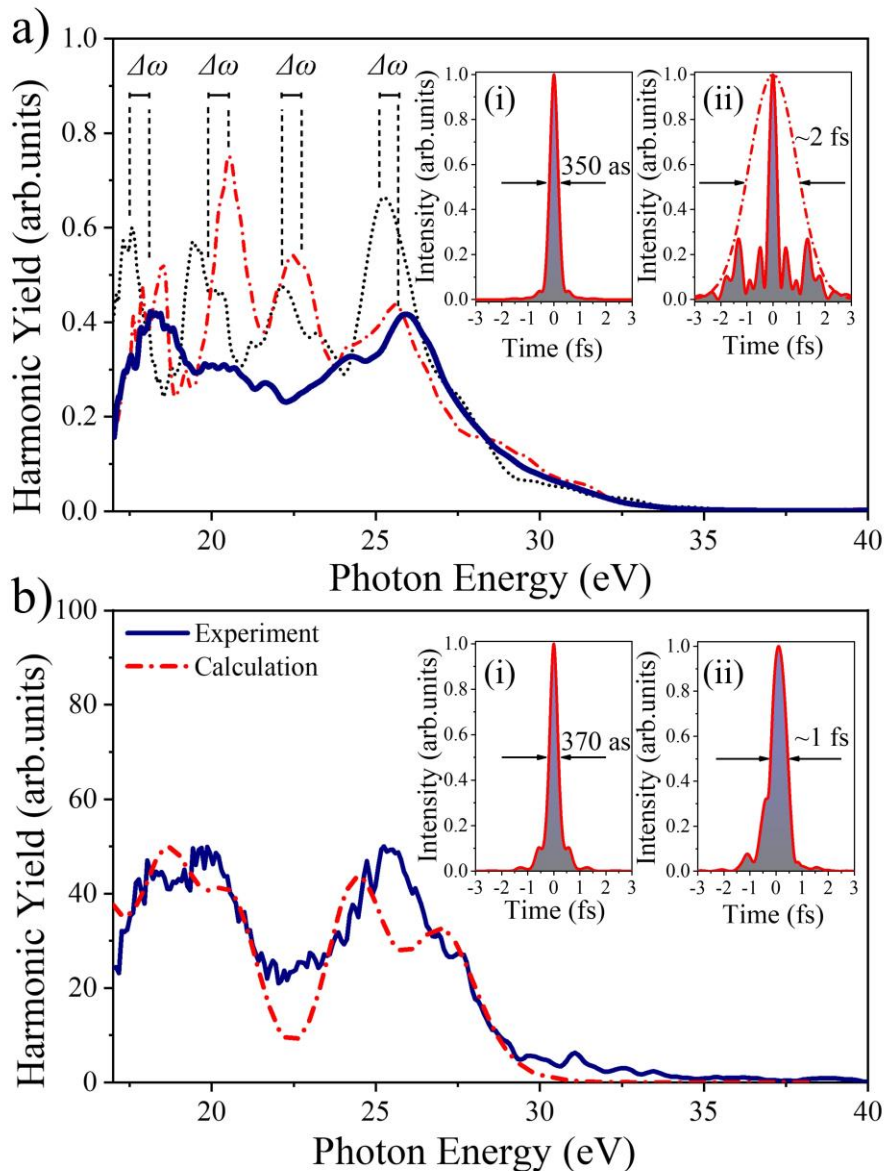 a)
Δω Δω Δω Δω
Harmonic Yield (arb.units)
1.0
0.8
0.6
0.4
0.2
0.0
20 25 30 35 40
Photon Energy (eV)
(i)
350 as
Intensity (arb.units)
1.0
0.8
0.6
0.4
0.2
0.0
-3 -2 -1 0 1 2 3
Time (fs)
(ii)
~2 fs
Intensity (arb.units)
1.0
0.8
0.6
0.4
0.2
0.0
-3 -2 -1 0 1 2 3
Time (fs)
b)
Experiment
Calculation
Harmonic Yield (arb.units)
100
80
60
40
20
0
20 25 30 35 40
Photon Energy (eV)
(i)
370 as
Intensity (arb.units)
1.0
0.8
0.6
0.4
0.2
0.0
-3 -2 -1 0 1 2 3
Time (fs)
(ii)
~1 fs
Intensity (arb.units)
1.0
0.8
0.6
0.4
0.2
0.0
-3 -2 -1 0 1 2 3
Time (fs)